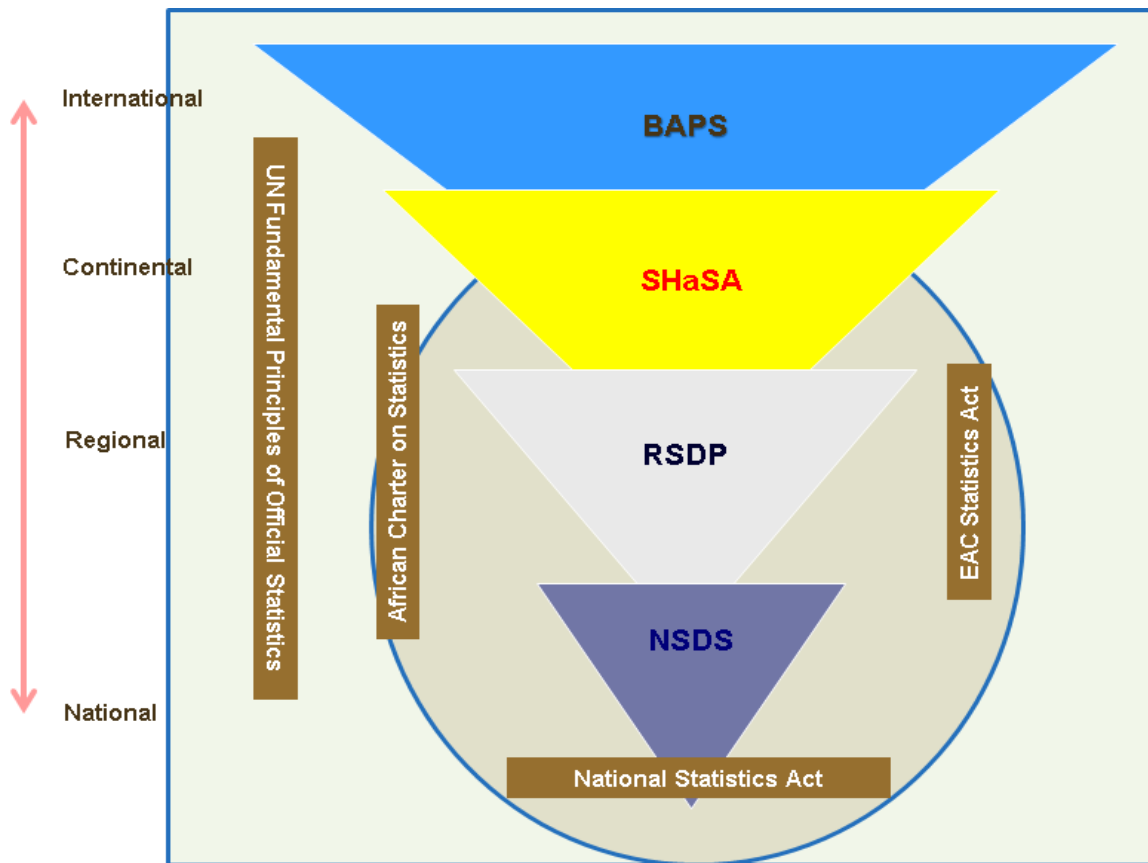 International
BAPS
UN Fundamental Principles of Official Statistics
Continental
SHaSA
African Charter on Statistics
Regional
RSDP
EAC Statistics Act
NSDS
National
National Statistics Act